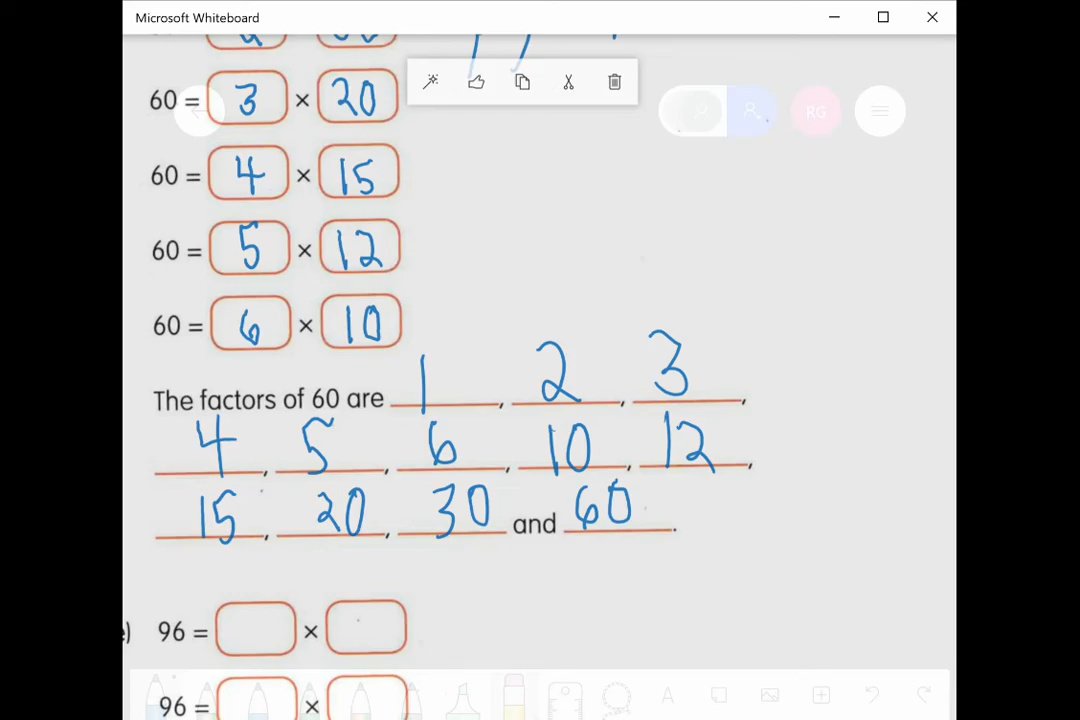 Microsoft Whiteboard
60 = 3 × 20
RG
60 = 4 × 15
60 = 5 × 12
60 = 6 × 10
The factors of 60 are 1, 2, 3,
4, 5, 6, 10, 12,
15, 20, 30 and 60.
96 = ×
96 = ×
A